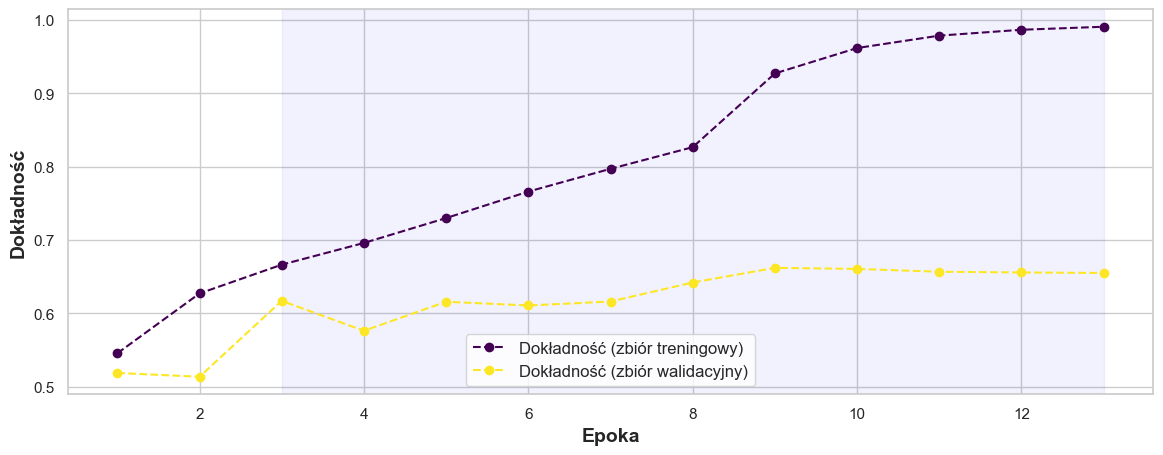 1.0
0.9
0.8
0.7
0.6
0.5
Dokładność
Dokładność (zbiór treningowy)
Dokładność (zbiór walidacyjny)
2 4 6 8 10 12
Epoka